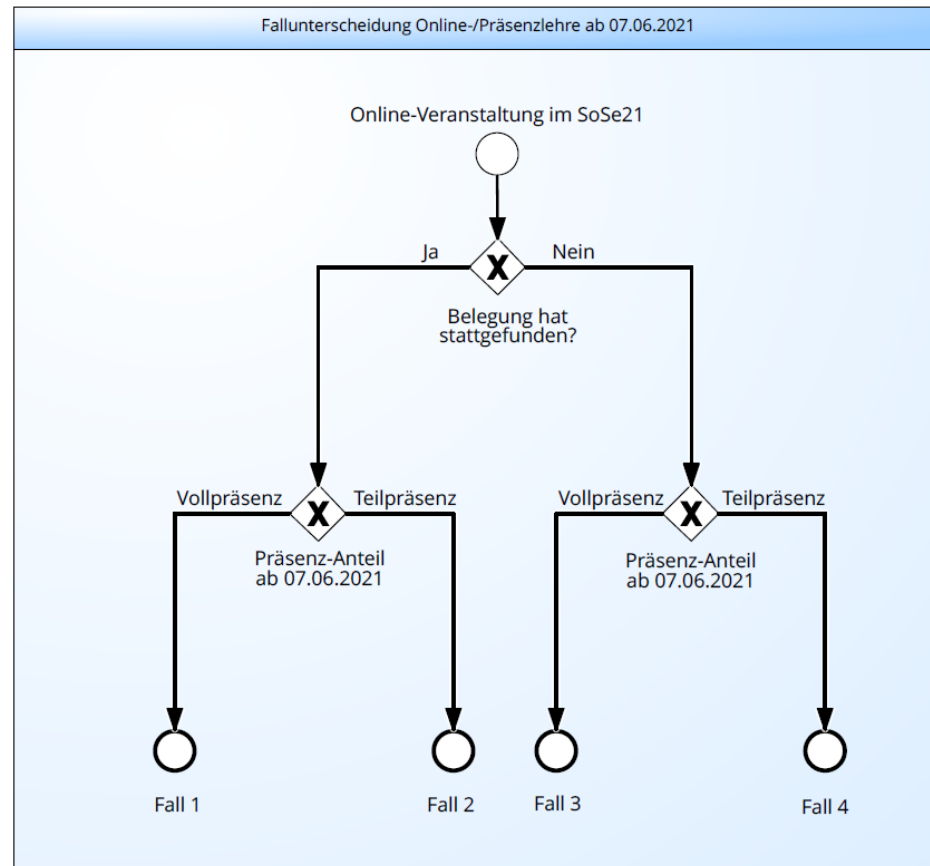 Fallunterscheidung Online-/Präsenzlehre ab 07.06.2021
Online-Veranstaltung im SoSe21
Ja
Nein
Belegung hat
stattgefunden?
Vollpräsenz
Teilpräsenz
Vollpräsenz
Teilpräsenz
Präsenz-Anteil
ab 07.06.2021
Präsenz-Anteil
ab 07.06.2021
Fall 1
Fall 2
Fall 3
Fall 4